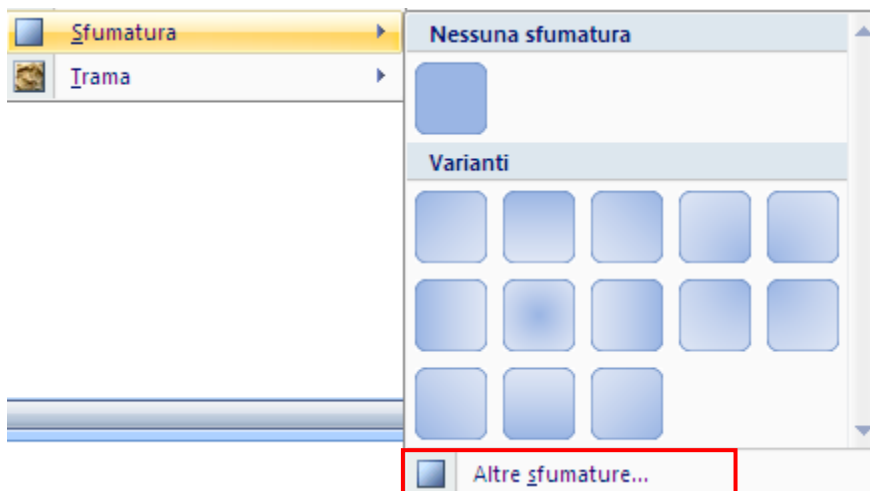 Sfumatura
Trama
Nessuna sfumatura
Varianti
Altre sfumature...